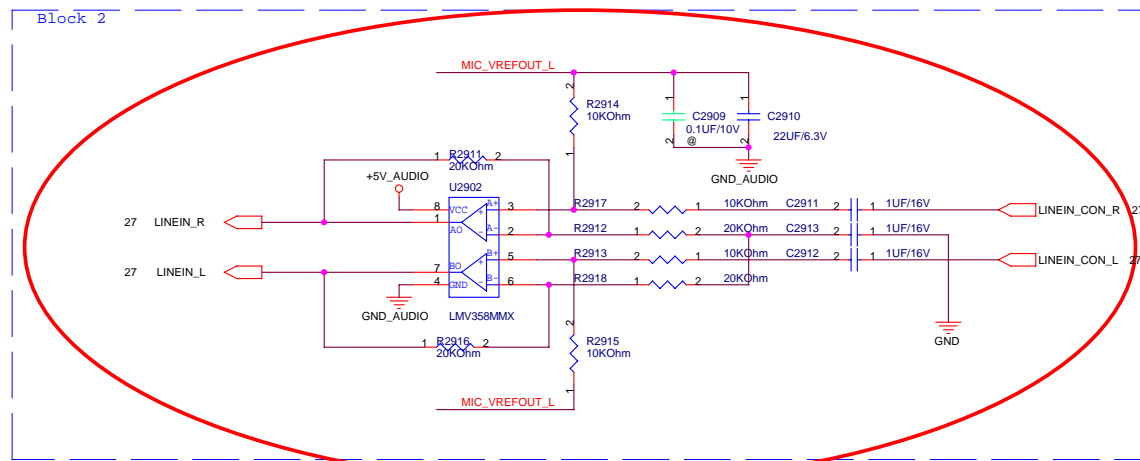 Block 2
MIC_VREFOUT_L
2
R2914
10KOhm
1
1
C2909
0.1UF/10V
2
@
1
C2910
22UF/6.3V
2
GND_AUDIO
1
R2911
2
20KOhm
+5V_AUDIO
U2902
8
VCC
A+
3
R2917
2
1
10KOhm
C2911
2
1
1UF/16V
LINEIN_CON_R
27
LINEIN_R
1
AO
A-
2
R2912
1
2
20KOhm
C2913
2
1
1UF/16V
B+
5
R2913
2
1
10KOhm
C2912
2
1
1UF/16V
LINEIN_CON_L
27
27
LINEIN_L
7
BO
4
GND
B-
6
R2918
1
2
20KOhm
GND_AUDIO
LMV358MMX
GND
1
R2916
2
20KOhm
2
R2915
10KOhm
1
MIC_VREFOUT_L